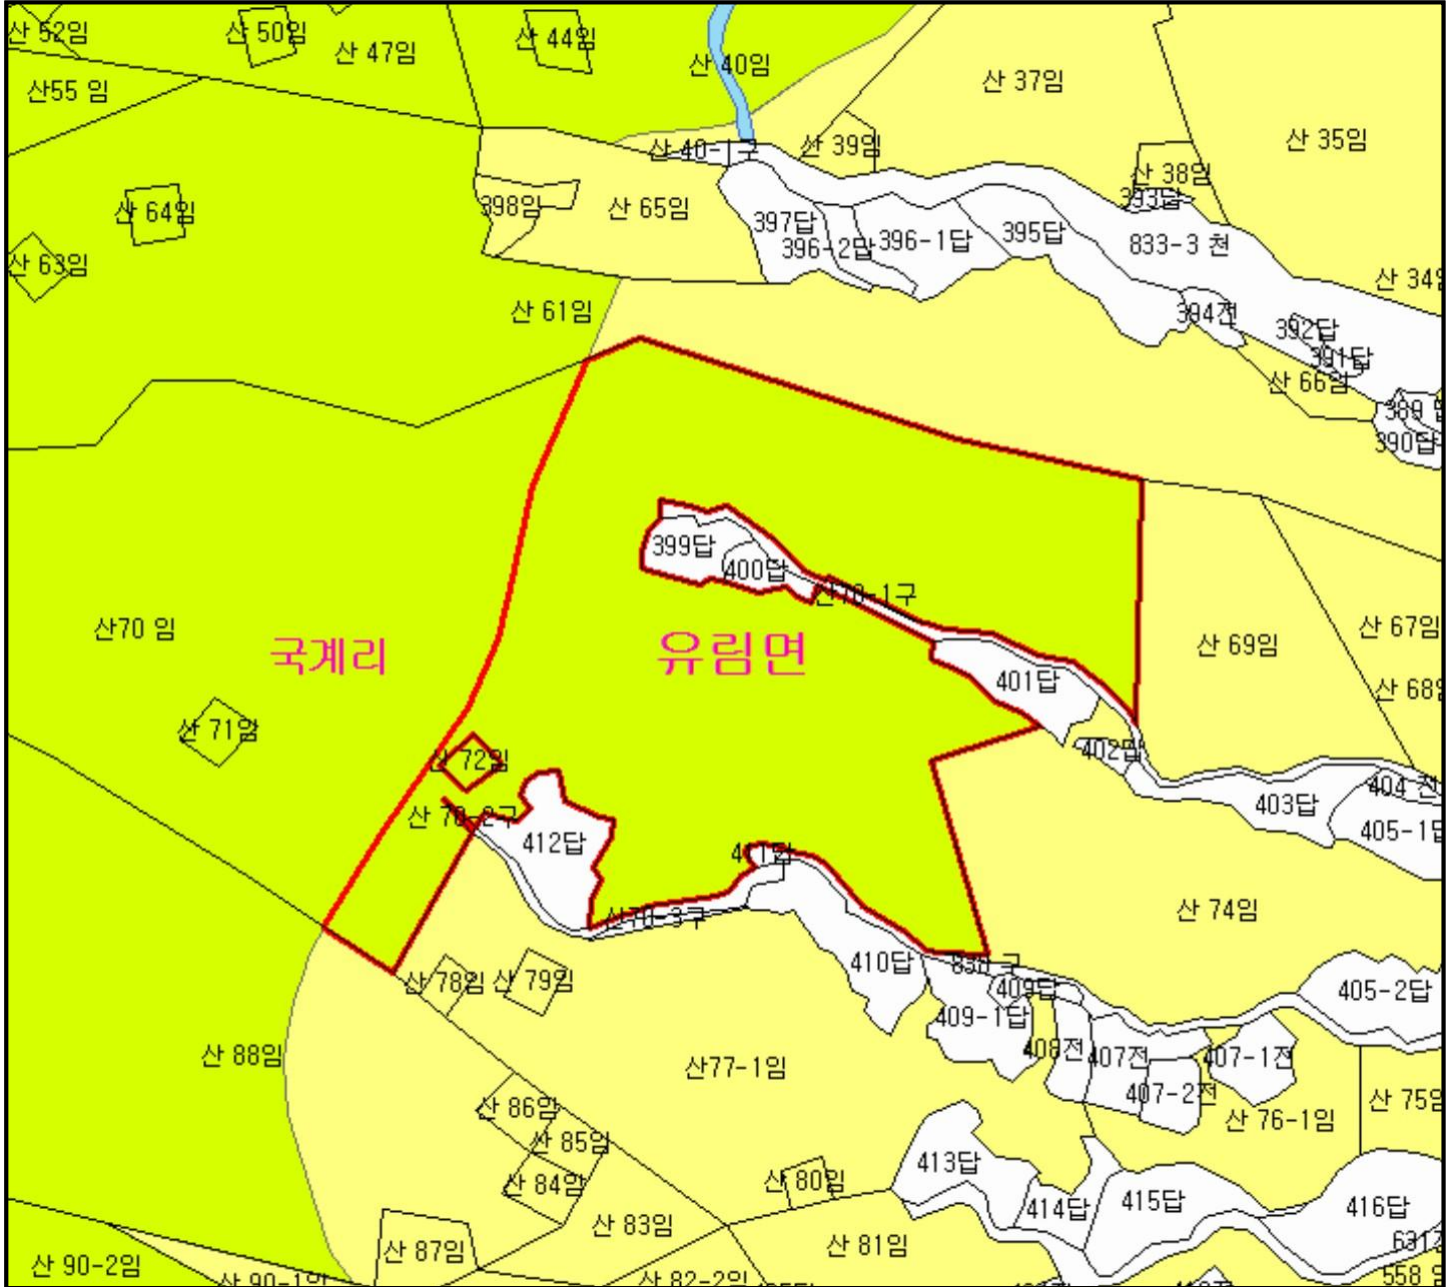 산 52임
산 50임
산 47임
산 44임
산 40임
산 37임
산 35임
산55 임
산 40-1구
산 39임
산 38임
393답
산 64임
398임
산 65임
397답
396-2답
396-1답
395답
833-3 천
산 63임
산 61임
394전
392답
391답
산 66임
390답
399답
400답
산70-1구
산70 임
국계리
유림면
401답
산 69임
산 67임
산 71임
산 72임
402답
404 전
산 70-2구
412답
411답
403답
산70-3구
산 74임
410답
409답
405-2답
산 78임
산 79임
409-1답
408전
407전
407-1전
산 88임
산77-1임
407-2전
산 76-1임
산 86임
산 85임
산 84임
산 80임
413답
414답
415답
416답
산 83임
산 87임
산 81임
산 90-2임